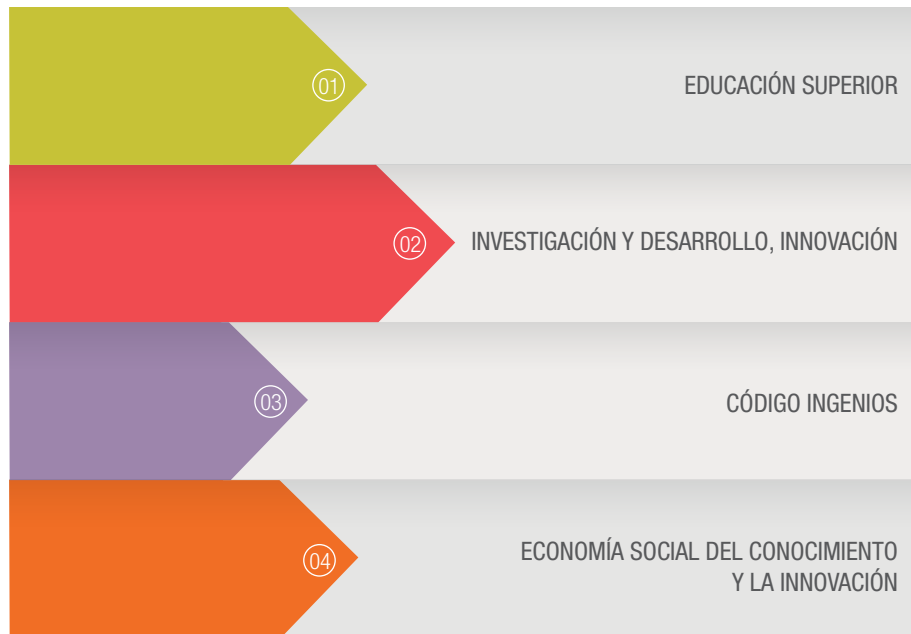 01
EDUCACIÓN SUPERIOR
02
INVESTIGACIÓN Y DESARROLLO, INNOVACIÓN
03
CÓDIGO INGENIOS
04
ECONOMÍA SOCIAL DEL CONOCIMIENTO
Y LA INNOVACIÓN